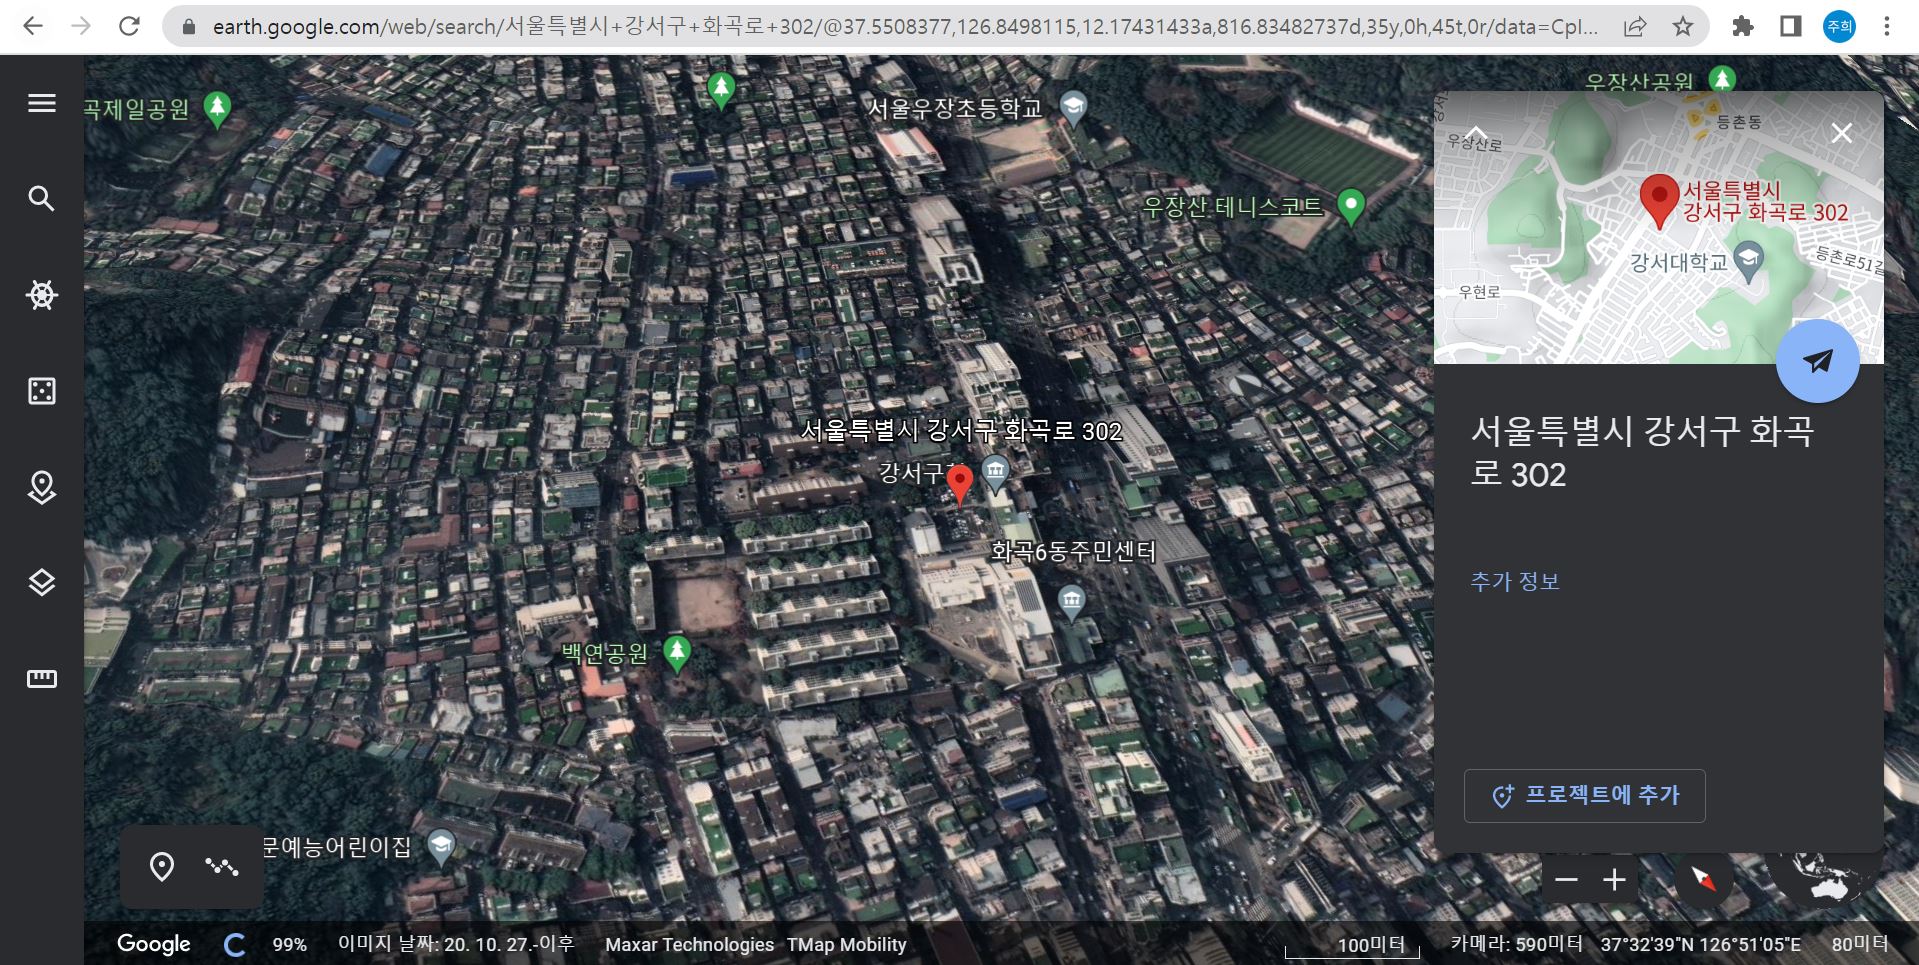 earth.google.com/web/search/서울특별시+강서구+화곡로+302/@37.5508377,126.8498115,12.17431433a,816.83482737d,35y,0h,45t,0r/data=CpI...
주희
곡제일공원
서울우장초등학교
우장산공원
우장산 테니스코트
우장산로
등촌동
서울특별시
강서구 화곡로 302
강서대학교
등촌로51길
우현로
서울특별시 강서구 화곡로 302
강서구
화곡6동주민센터
백연공원
문예능어린이집
서울특별시 강서구 화곡
로 302
추가 정보
프로젝트에 추가
Google 99% 이미지 날짜: 20. 10. 27.-이후 Maxar Technologies TMap Mobility 100미터 카메라: 590미터 37°32'39"N 126°51'05"E 80미터